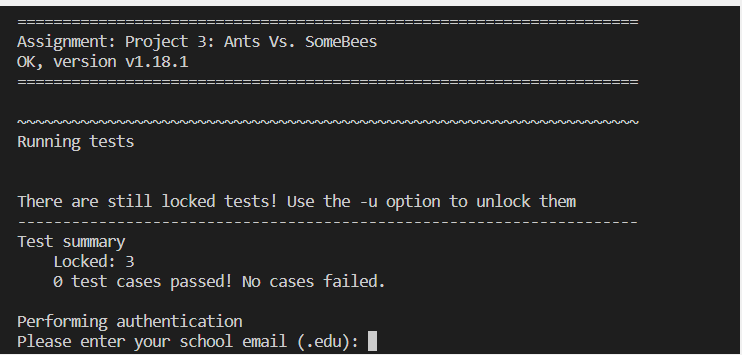 =====================================================================
Assignment: Project 3: Ants Vs. SomeBees
OK, version v1.18.1
=====================================================================
~~~~~~~~~~~~~~~~~~~~~~~~~~~~~~~~~~~~~~~~~~~~~~~~~~~~~~~~~~~~~~~~~~~~~
Running tests
There are still locked tests! Use the -u option to unlock them
---------------------------------------------------------------------
Test summary
    Locked: 3
    0 test cases passed! No cases failed.
Performing authentication
Please enter your school email (.edu):